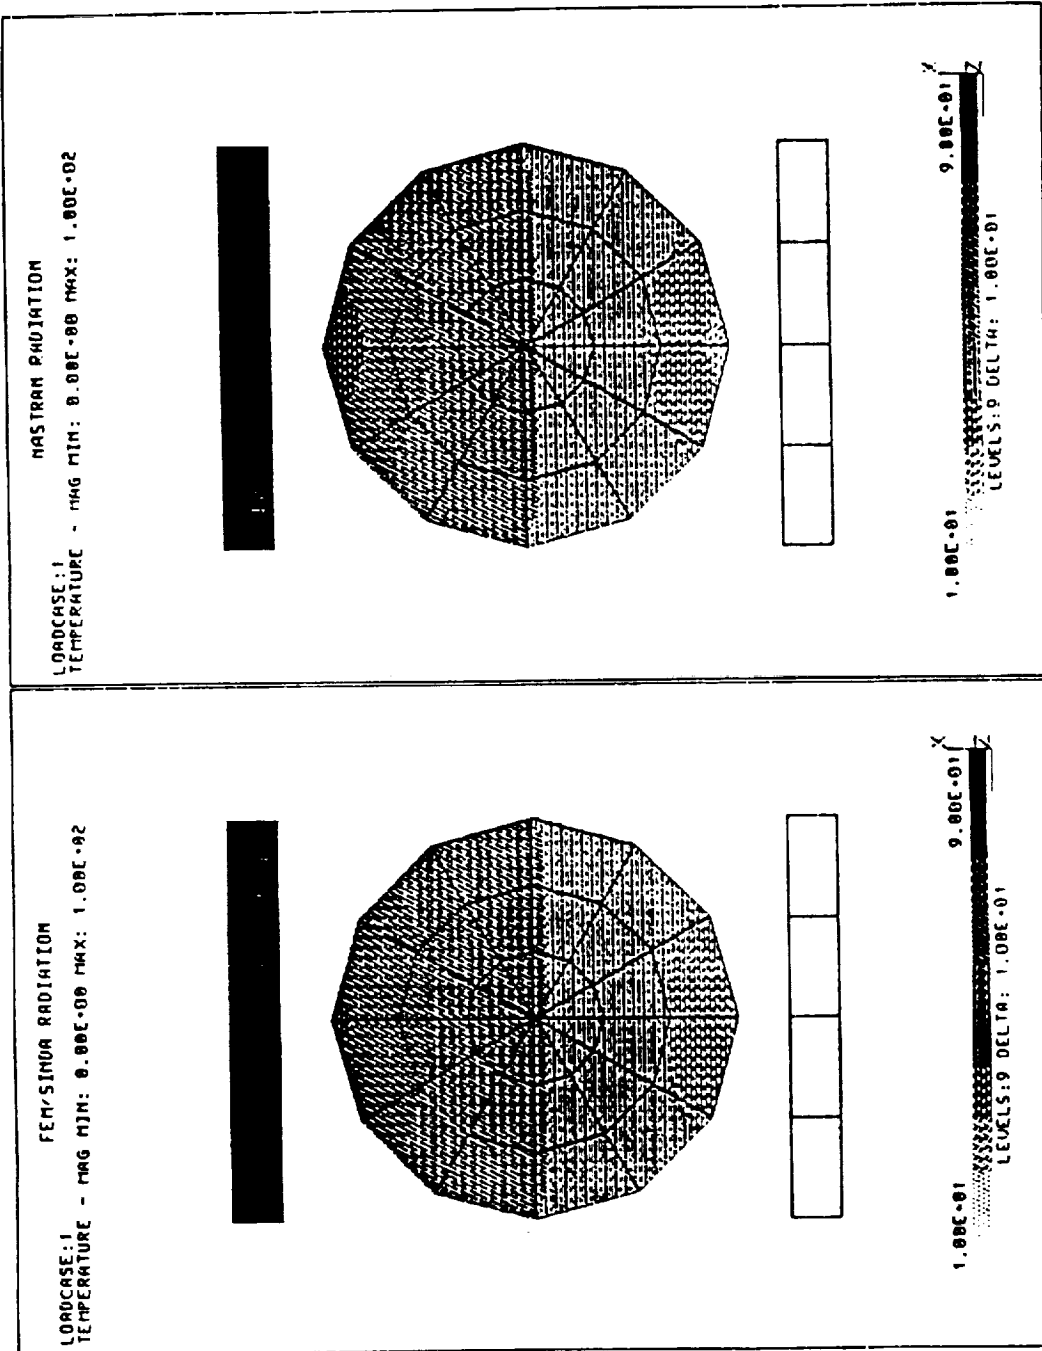 NASTRAN RADIATION
LOADCASE:1
TEMPERATURE - MAG MIN: 0.00E+00 MAX: 1.00E+02
1.00E+01
9.00E+01
LEVELS:9 DELTA: 1.00E+01
X
Z
FEM/SINDA RADIATION
LOADCASE:1
TEMPERATURE - MAG MIN: 0.00E+00 MAX: 1.00E+02
1.00E+01
9.00E+01
LEVELS:9 DELTA: 1.00E+01
X
Z